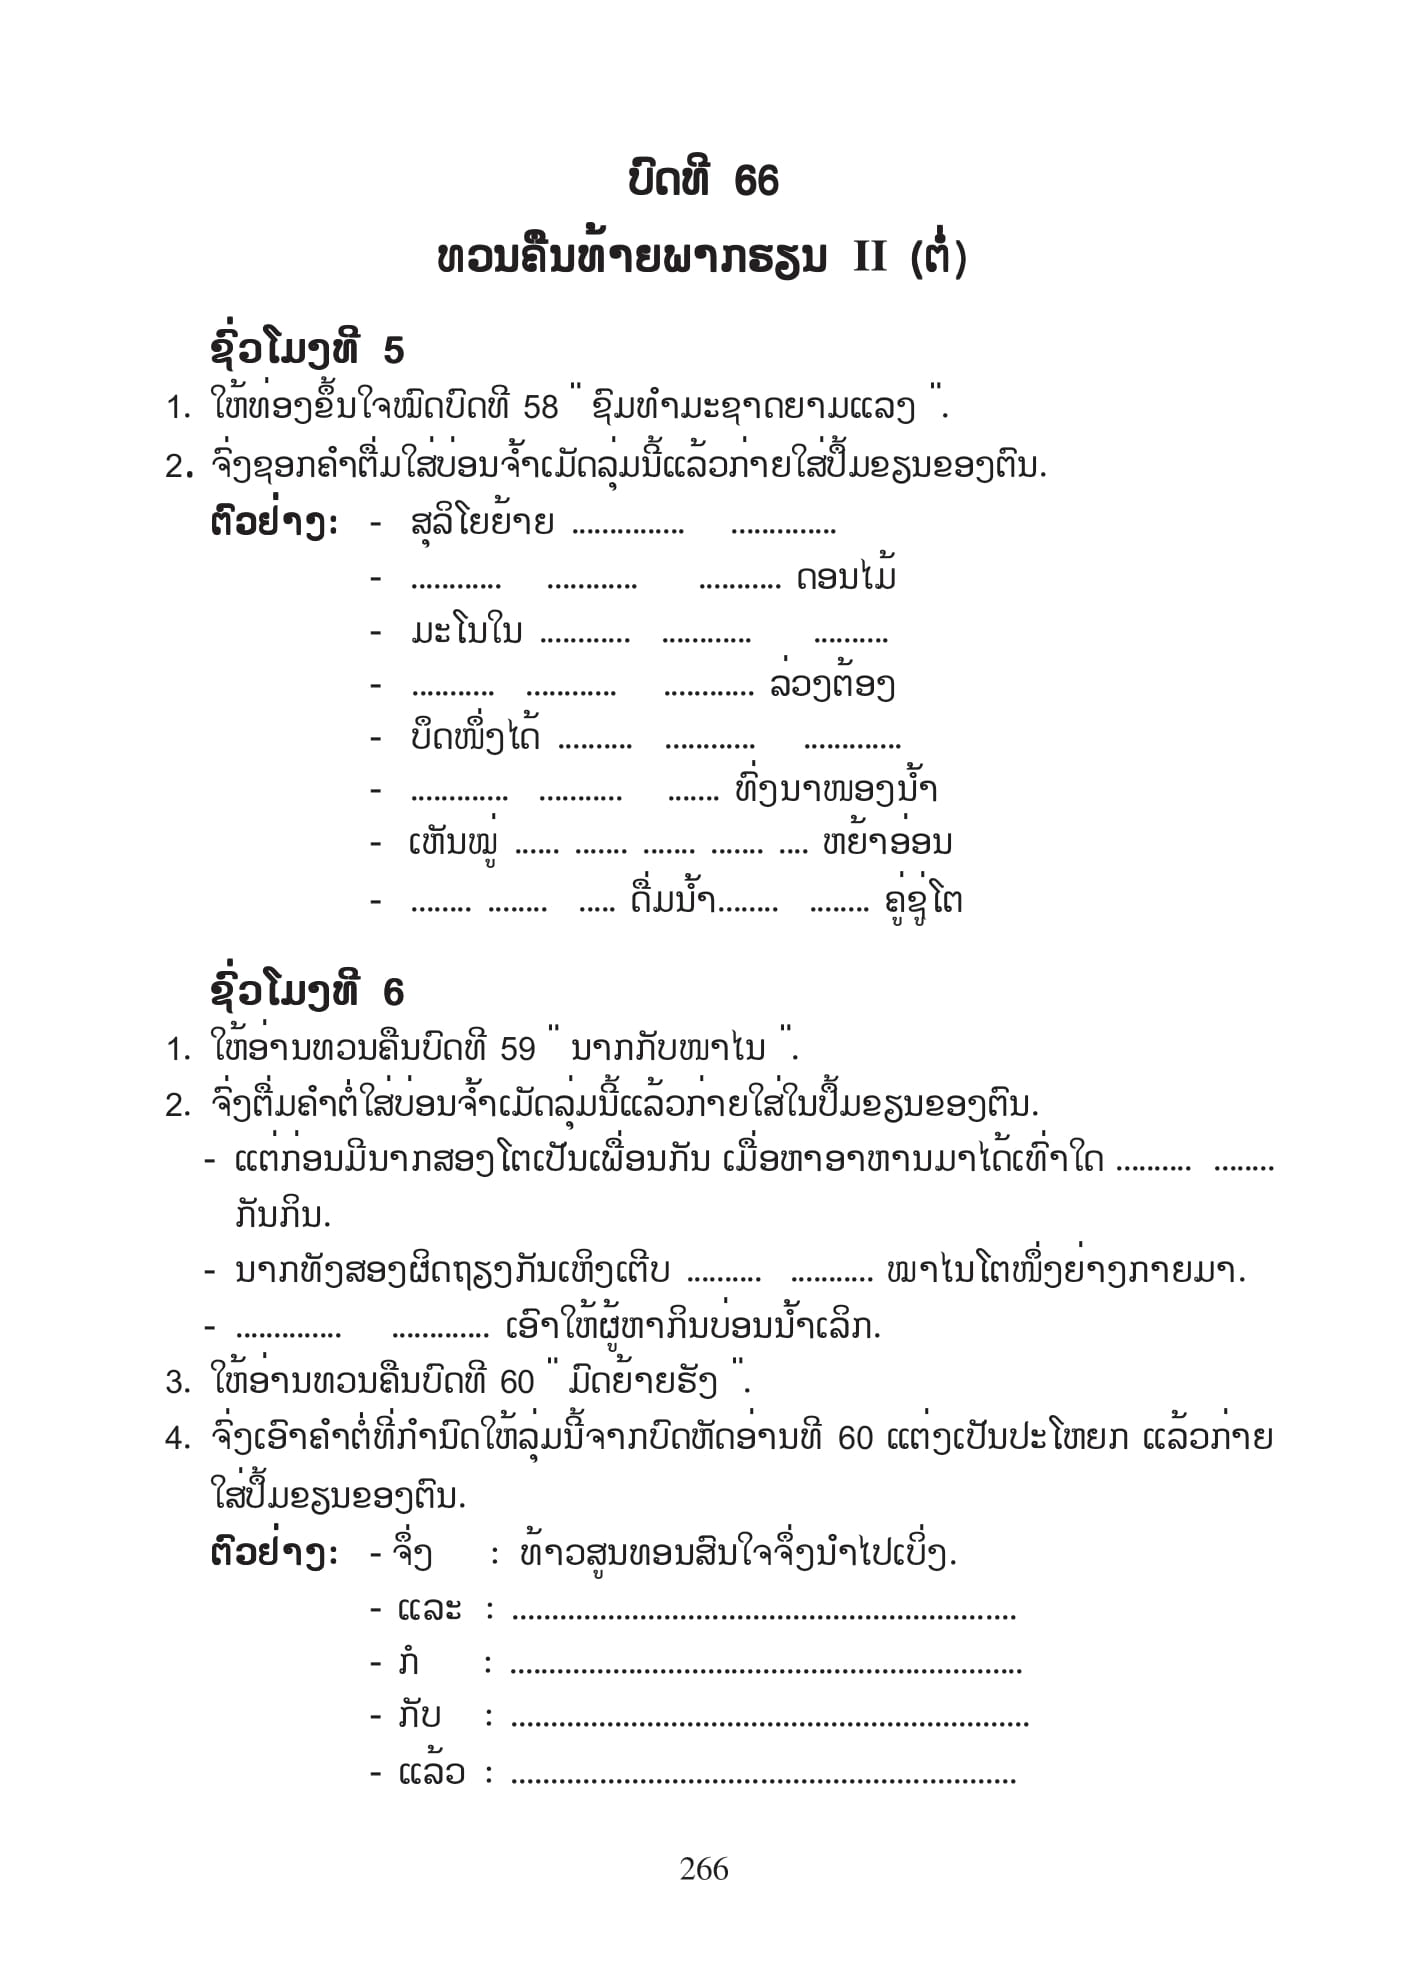 ບົດທີ 66
ທວນຄືນທ້າຍພາກຮຽນ II (ຕໍ່)
ຊົ່ວໂມງທີ 5
1. ໃຫ້ທ່ອງຂຶ້ນໃຈໝົດບົດທີ 58 " ຊົມທຳມະຊາດຍາມແລງ ".
2. ຈົ່ງຊອກຄຳຕື່ມໃສ່ບ່ອນຈ້ຳເມັດລຸ່ມນີ້ແລ້ວກ່າຍໃສ່ປຶ້ມຂຽນຂອງຕົນ.
ຕົວຢ່າງ: - ສຸລິໂຍຍ້າຍ ............... ..............
- ............ ............ ........... ດອນໄມ້
- ມະໂນໃນ ............ ............ ..........
- ........... ............ ............ ລ່ວງຕ້ອງ
- ບຶດໜຶ່ງໄດ້ .......... ............ .............
- ............. ........... ....... ທົ່ງນາໜອງນ້ຳ
- ເຫັນໝູ່ ...... ....... ....... ....... .... ຫຍ້າອ່ອນ
- ........ ........ ..... ດື່ມນ້ຳ........ ........ ຄູ່ຊູ່ໂຕ
ຊົ່ວໂມງທີ 6
1. ໃຫ້ອ່ານທວນຄືນບົດທີ 59 " ນາກກັບໜາໄນ ".
2. ຈົ່ງຕື່ມຄຳຕໍ່ໃສ່ບ່ອນຈ້ຳເມັດລຸ່ມນີ້ແລ້ວກ່າຍໃສ່ໃນປຶ້ມຂຽນຂອງຕົນ.
- ແຕ່ກ່ອນມີນາກສອງໂຕເປັນເພື່ອນກັນ ເມື່ອຫາອາຫານມາໄດ້ເທົ່າໃດ .......... ........
ກັນກິນ.
- ນາກທັງສອງຜິດຖຽງກັນເຫິງເຕີບ .......... ........... ໝາໄນໂຕໜຶ່ງຍ່າງກາຍມາ.
- .............. ............. ເອົາໃຫ້ຜູ້ຫາກິນບ່ອນນ້ຳເລິກ.
3. ໃຫ້ອ່ານທວນຄືນບົດທີ 60 " ມົດຍ້າຍຮັງ ".
4. ຈົ່ງເອົາຄຳຕໍ່ທີ່ກຳນົດໃຫ້ລຸ່ມນີ້ຈາກບົດຫັດອ່ານທີ 60 ແຕ່ງເປັນປະໂຫຍກ ແລ້ວກ່າຍ
ໃສ່ປຶ້ມຂຽນຂອງຕົນ.
ຕົວຢ່າງ: - ຈຶ່ງ : ທ້າວສູນທອນສົນໃຈຈຶ່ງນຳໄປເບິ່ງ.
- ແລະ : ................................................................
- ກໍ : .................................................................
- ກັບ : ..................................................................
- ແລ້ວ : ................................................................
266